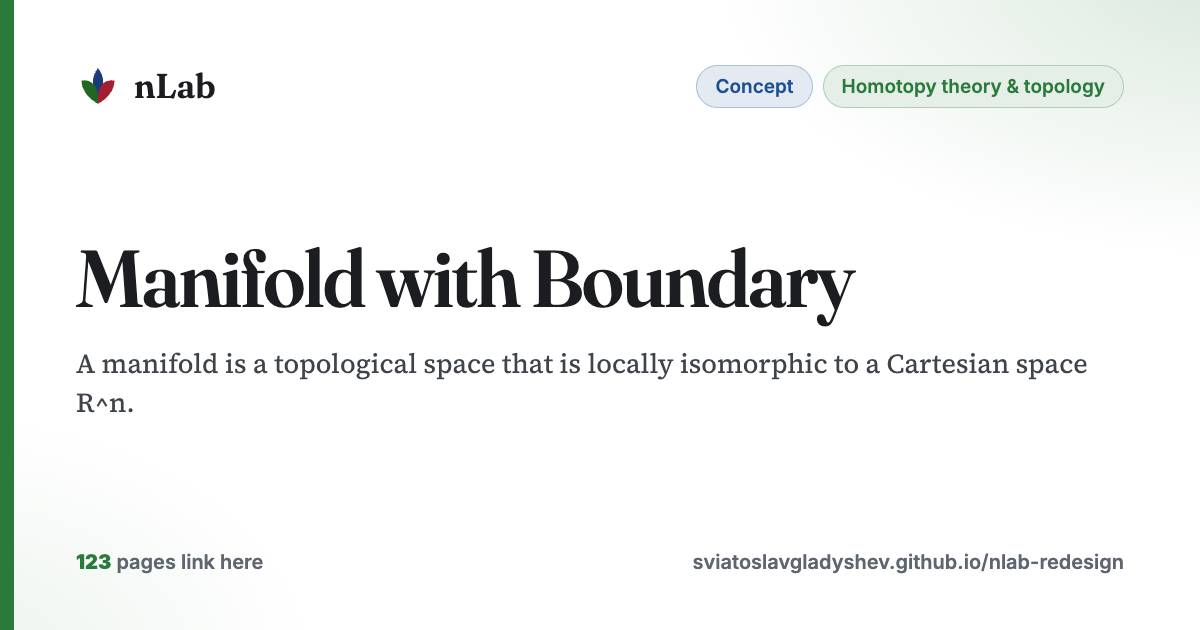 nLab
Concept
Homotopy theory & topology
Manifold with Boundary
A manifold is a topological space that is locally isomorphic to a Cartesian space
R^n.
123 pages link here
sviatoslavgladyshev.github.io/nlab-redesign